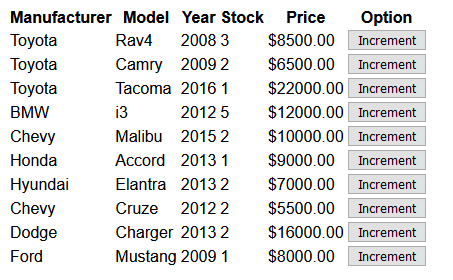 Manufacturer Model Year Stock Price Option
Toyota Rav4 2008 3 $8500.00 Increment
Toyota Camry 2009 2 $6500.00 Increment
Toyota Tacoma 2016 1 $22000.00 Increment
BMW i3 2012 5 $12000.00 Increment
Chevy Malibu 2015 2 $10000.00 Increment
Honda Accord 2013 1 $9000.00 Increment
Hyundai Elantra 2013 2 $7000.00 Increment
Chevy Cruze 2012 2 $5500.00 Increment
Dodge Charger 2013 2 $16000.00 Increment
Ford Mustang 2009 1 $8000.00 Increment